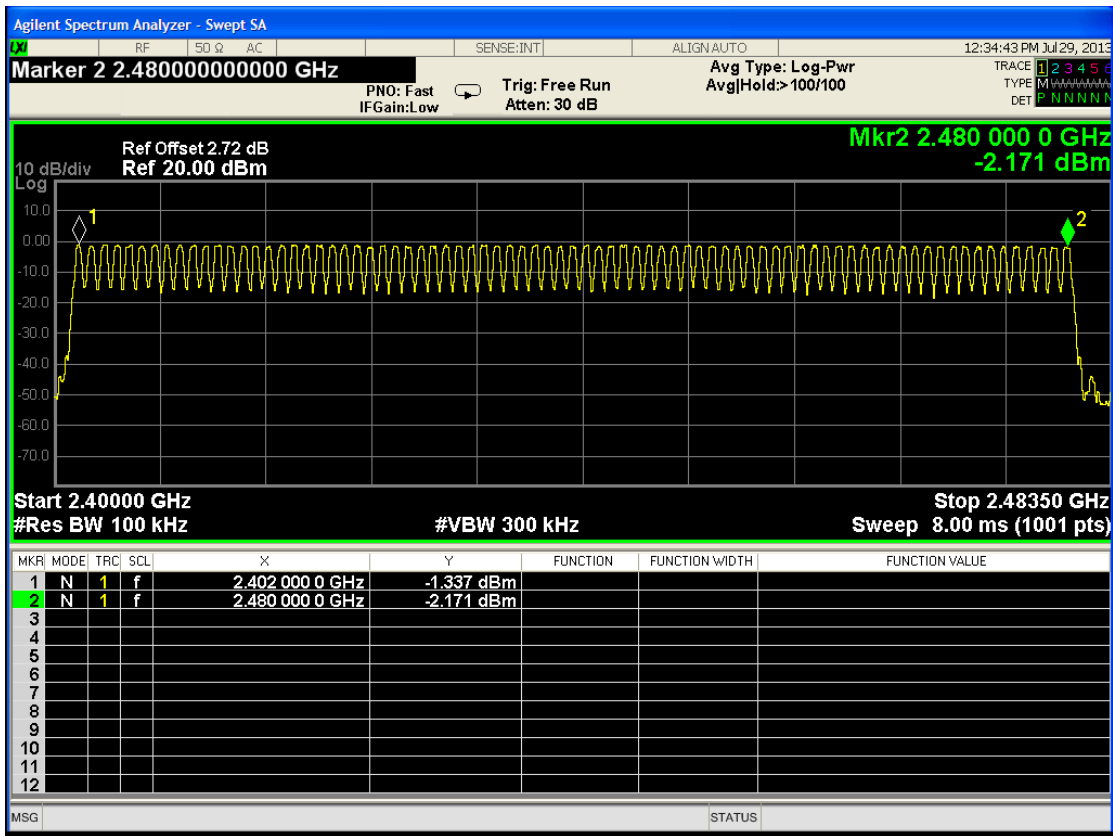 Agilent Spectrum Analyzer - Swept SA
LXI RF 50 Ω AC SENSE:INT ALIGN AUTO 12:34:43 PM Jul 29, 2013
Marker 2 2.480000000000 GHz
PNO: Fast
IFGain:Low
Trig: Free Run
Atten: 30 dB
Avg Type: Log-Pwr
Avg|Hold:>100/100
TRACE 1 2 3 4 5 6
TYPE M
DET P N N N N N
Mkr2 2.480 000 0 GHz
-2.171 dBm
Ref Offset 2.72 dB
10 dB/div Ref 20.00 dBm
Log
10.0
0.00
-10.0
-20.0
-30.0
-40.0
-50.0
-60.0
-70.0
1
2
Start 2.40000 GHz Stop 2.48350 GHz
#Res BW 100 kHz #VBW 300 kHz Sweep 8.00 ms (1001 pts)
MKR MODE TRC SCL X Y FUNCTION FUNCTION WIDTH FUNCTION VALUE
1 N 1 f 2.402 000 0 GHz -1.337 dBm
2 N 1 f 2.480 000 0 GHz -2.171 dBm
3
4
5
6
7
8
9
10
11
12
MSG STATUS